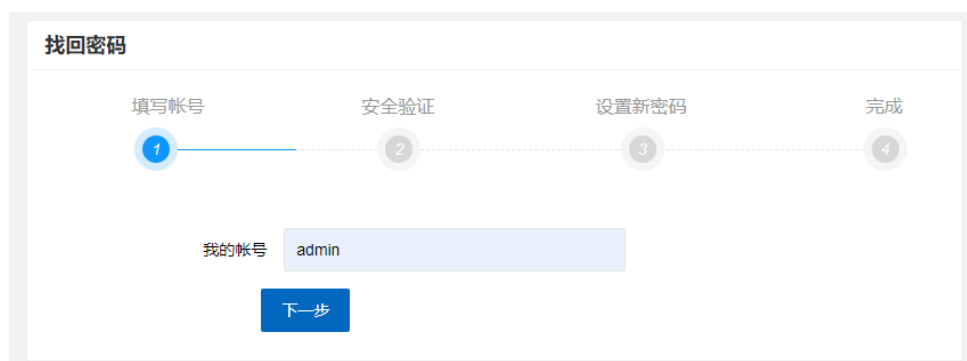 找回密码
填写帐号 安全验证 设置新密码 完成
1 2 3 4
我的帐号 admin
下一步